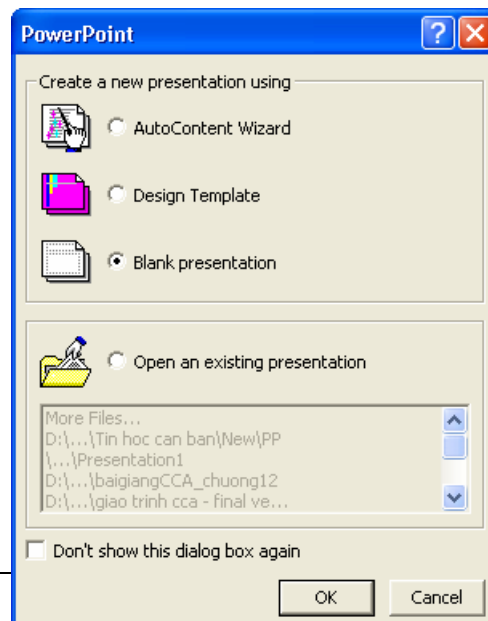 PowerPoint
Create a new presentation using
AutoContent Wizard
Design Template
Blank presentation
Open an existing presentation
More Files...
D:\...\Tin hoc can ban\New\PP
\...\Presentation1
D:\...\baigiangCCA_chuong12
D:\...\giao trinh cca - final ve...
Don't show this dialog box again
OK
Cancel